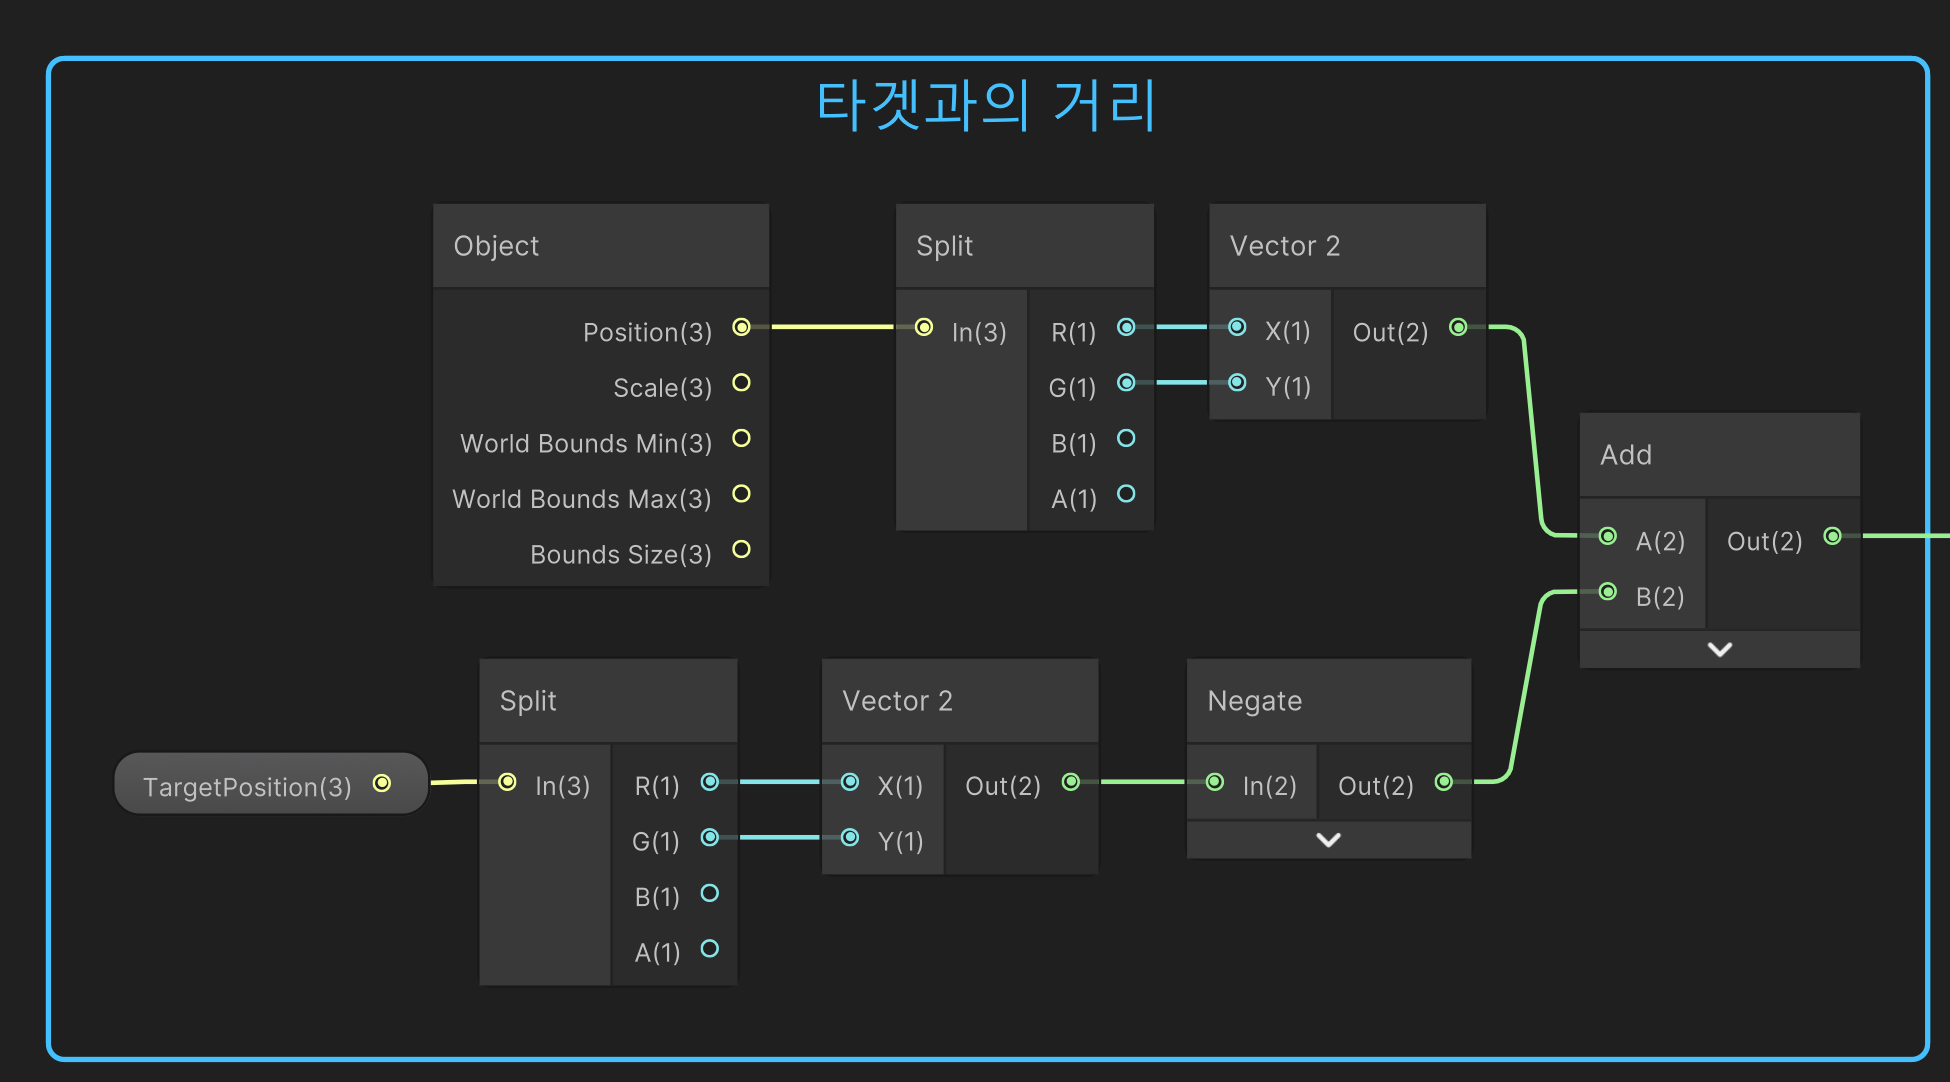 타겟과의 거리
Object
Position(3)
Scale(3)
World Bounds Min(3)
World Bounds Max(3)
Bounds Size(3)
Split
In(3)
R(1)
G(1)
B(1)
A(1)
Vector 2
X(1)
Y(1)
Out(2)
Add
A(2)
B(2)
Out(2)
TargetPosition(3)
Split
In(3)
R(1)
G(1)
B(1)
A(1)
Vector 2
X(1)
Y(1)
Out(2)
Negate
In(2)
Out(2)